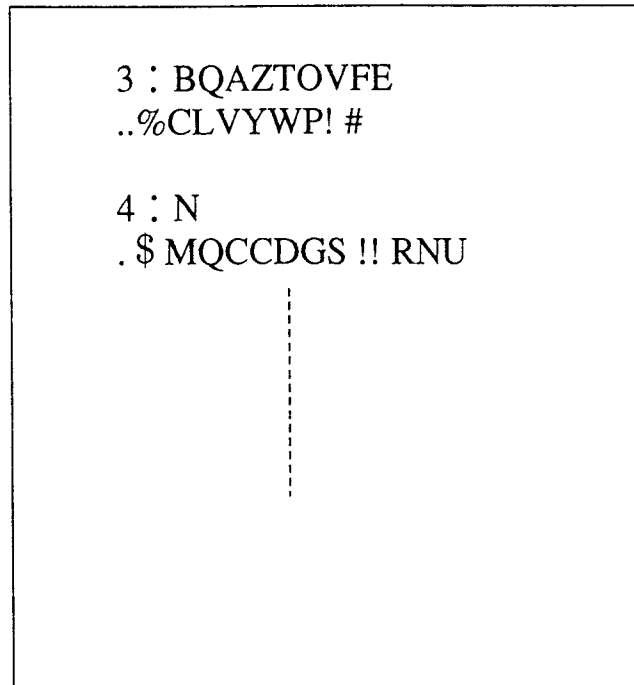 3 : BQAZTOVFE
..%CLVYWP! #
4 : N
. $ MQCCDGS !! RNU